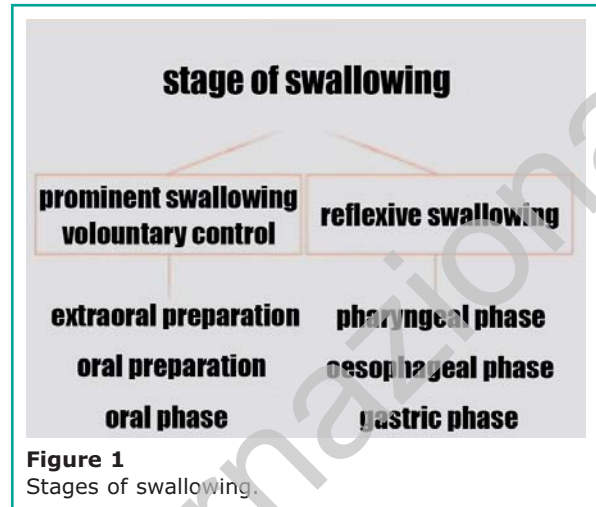 stage of swallowing
prominent swallowing
volountary control
reflexive swallowing
extraoral preparation
oral preparation
oral phase
pharyngeal phase
oesophageal phase
gastric phase
Figure 1
Stages of swallowing.